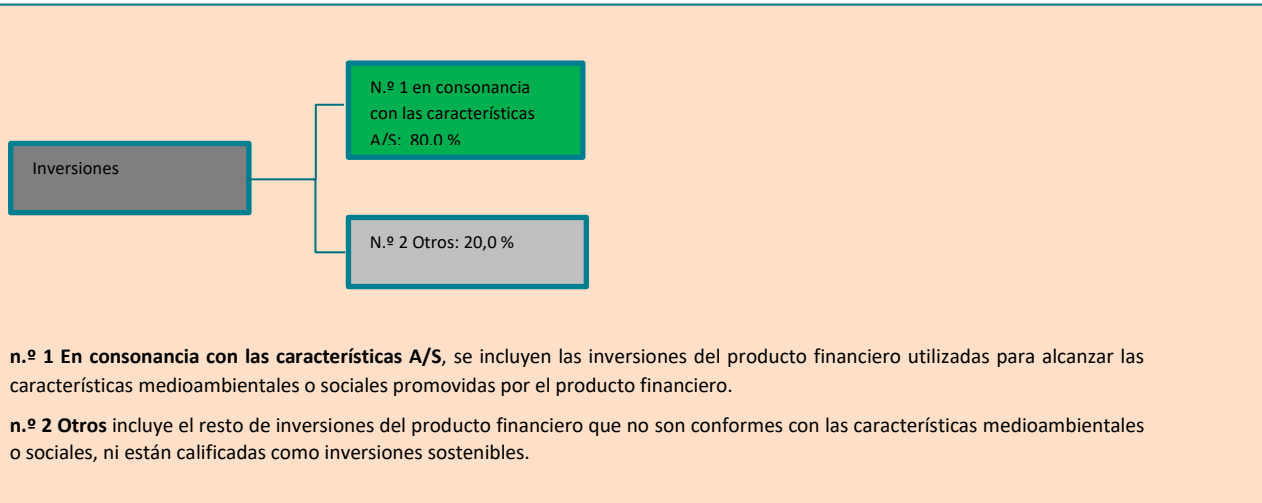 N.º 1 en consonancia
con las características
A/S: 80.0 %
Inversiones
N.º 2 Otros: 20,0 %
n.º 1 En consonancia con las características A/S, se incluyen las inversiones del producto financiero utilizadas para alcanzar las
características medioambientales o sociales promovidas por el producto financiero.
n.º 2 Otros incluye el resto de inversiones del producto financiero que no son conformes con las características medioambientales
o sociales, ni están calificadas como inversiones sostenibles.